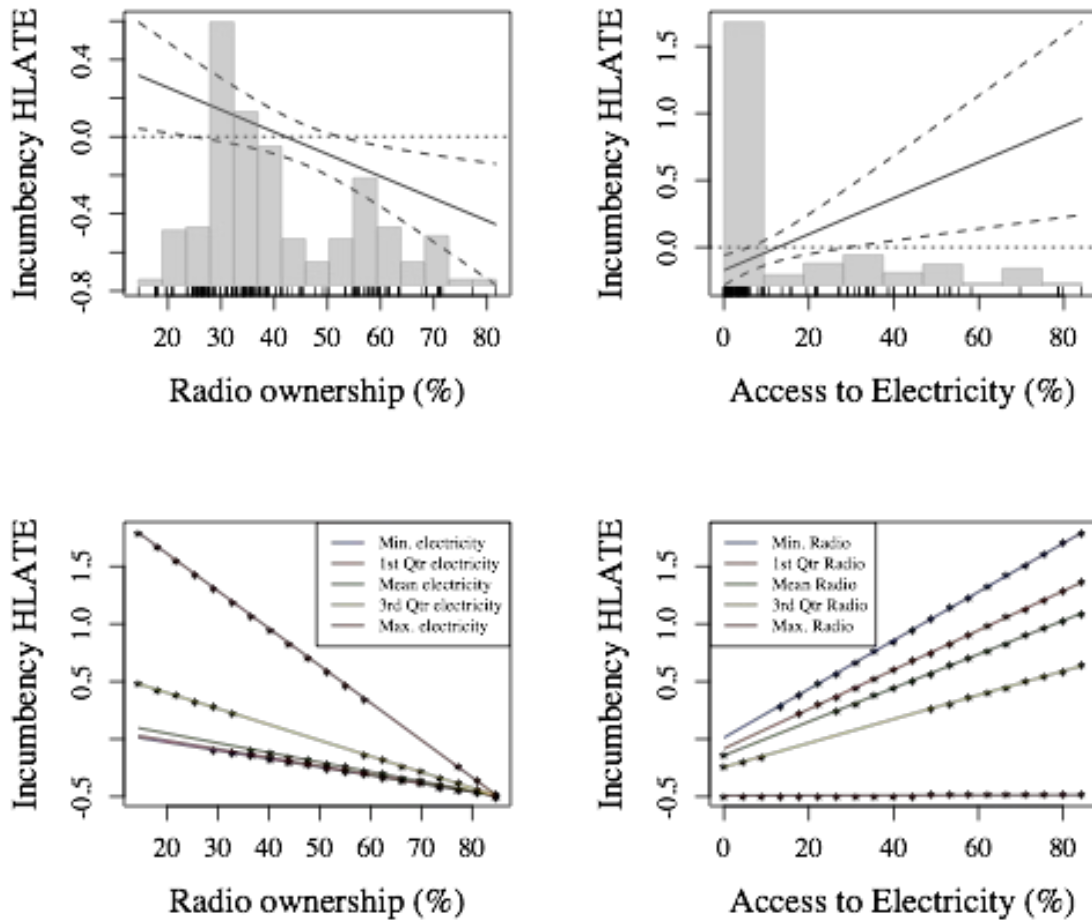 Incumbency HLATE
0.4
0.0
-0.4
-0.8
20 30 40 50 60 70 80
Radio ownership (%)
Incumbency HLATE
1.5
1.0
0.5
0.0
0 20 40 60 80
Access to Electricity (%)
Incumbency HLATE
1.5
1.0
0.5
-0.5
Min. electricity
1st Qtr electricity
Mean electricity
3rd Qtr electricity
Max. electricity
20 30 40 50 60 70 80
Radio ownership (%)
Incumbency HLATE
1.5
1.0
0.5
-0.5
Min. Radio
1st Qtr Radio
Mean Radio
3rd Qtr Radio
Max. Radio
0 20 40 60 80
Access to Electricity (%)